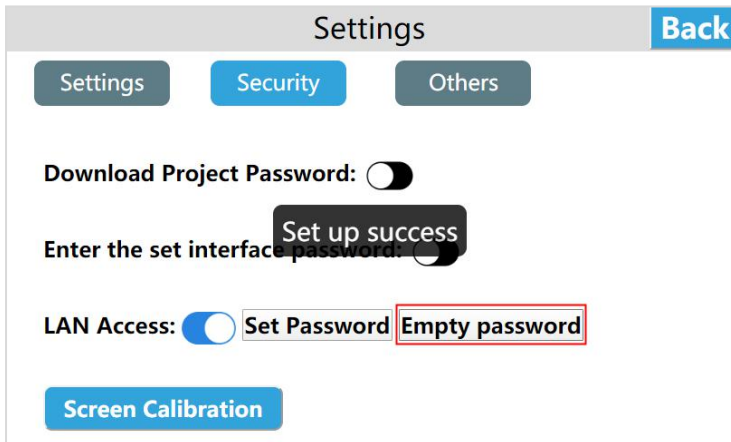 Settings
Back
Settings
Security
Others
Download Project Password:
Set up success
Enter the set interface password:
LAN Access:
Set Password
Empty password
Screen Calibration